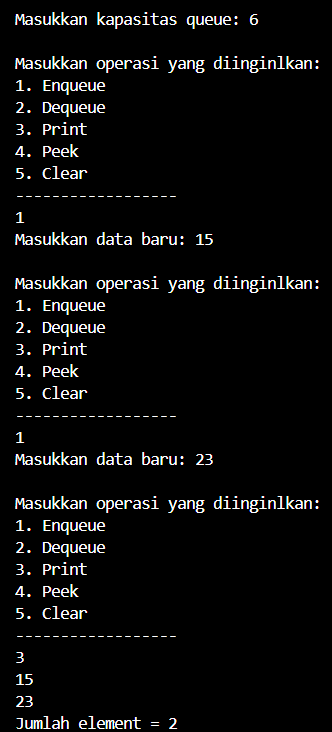 Masukkan kapasitas queue: 6
Masukkan operasi yang diinginlkan:
1. Enqueue
2. Dequeue
3. Print
4. Peek
5. Clear
------------------
1
Masukkan data baru: 15
Masukkan operasi yang diinginlkan:
1. Enqueue
2. Dequeue
3. Print
4. Peek
5. Clear
------------------
1
Masukkan data baru: 23
Masukkan operasi yang diinginlkan:
1. Enqueue
2. Dequeue
3. Print
4. Peek
5. Clear
------------------
3
15
23
Jumlah element = 2